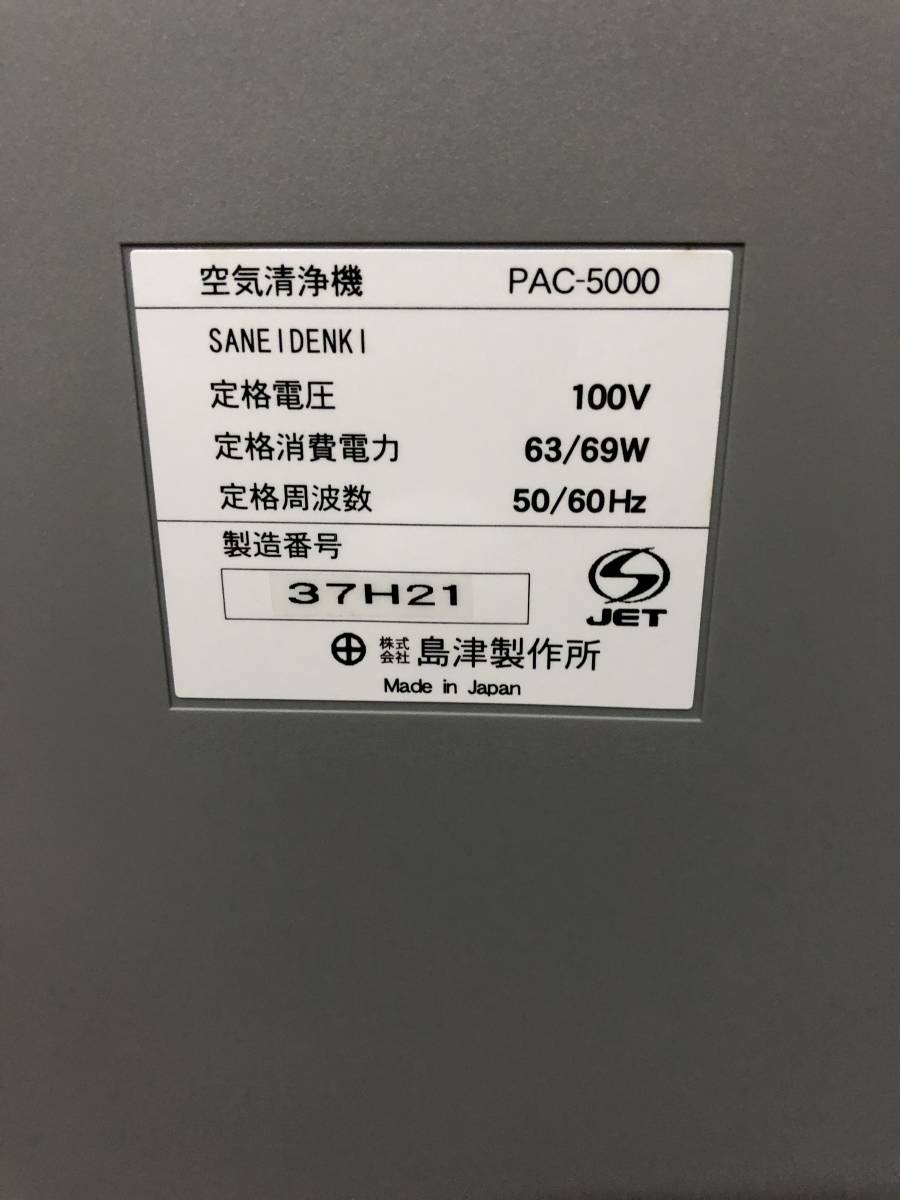 空気清浄機 PAC-5000
SANEIDENKI
定格電圧 100V
定格消費電力 63/69W
定格周波数 50/60Hz
製造番号
37H21
JET
株式会社 島津製作所
Made in Japan